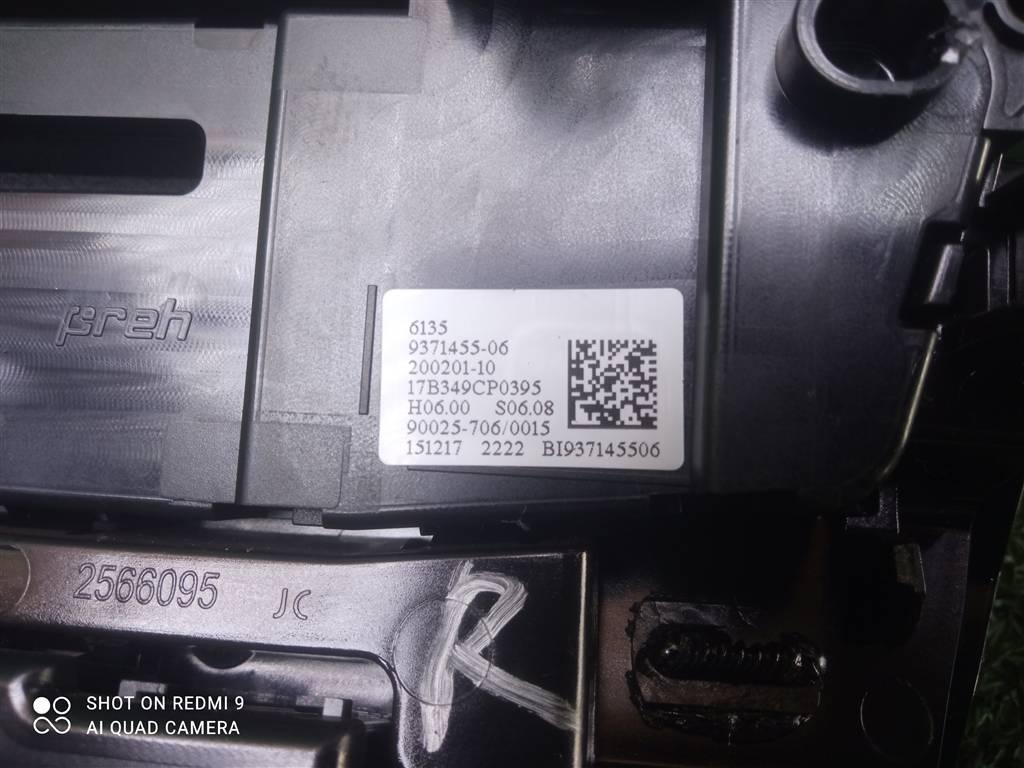 preh
6135
9371455-06
200201-10
17B349CP0395
H06.00 S06.08
90025-706/0015
151217 2222 BI937145506
2566095 JC
R
SHOT ON REDMI 9
AI QUAD CAMERA